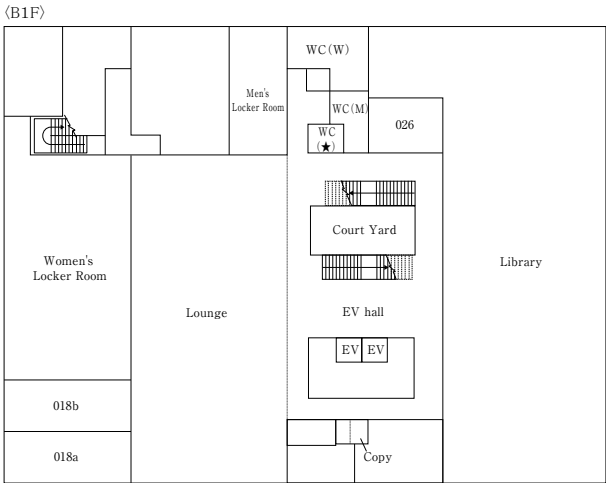 〈B1F〉
WC(W)
Men's
Locker Room
WC(M)
026
WC
(★)
Court Yard
Women's
Locker Room
Library
Lounge
EV hall
EV EV
018b
018a
Copy